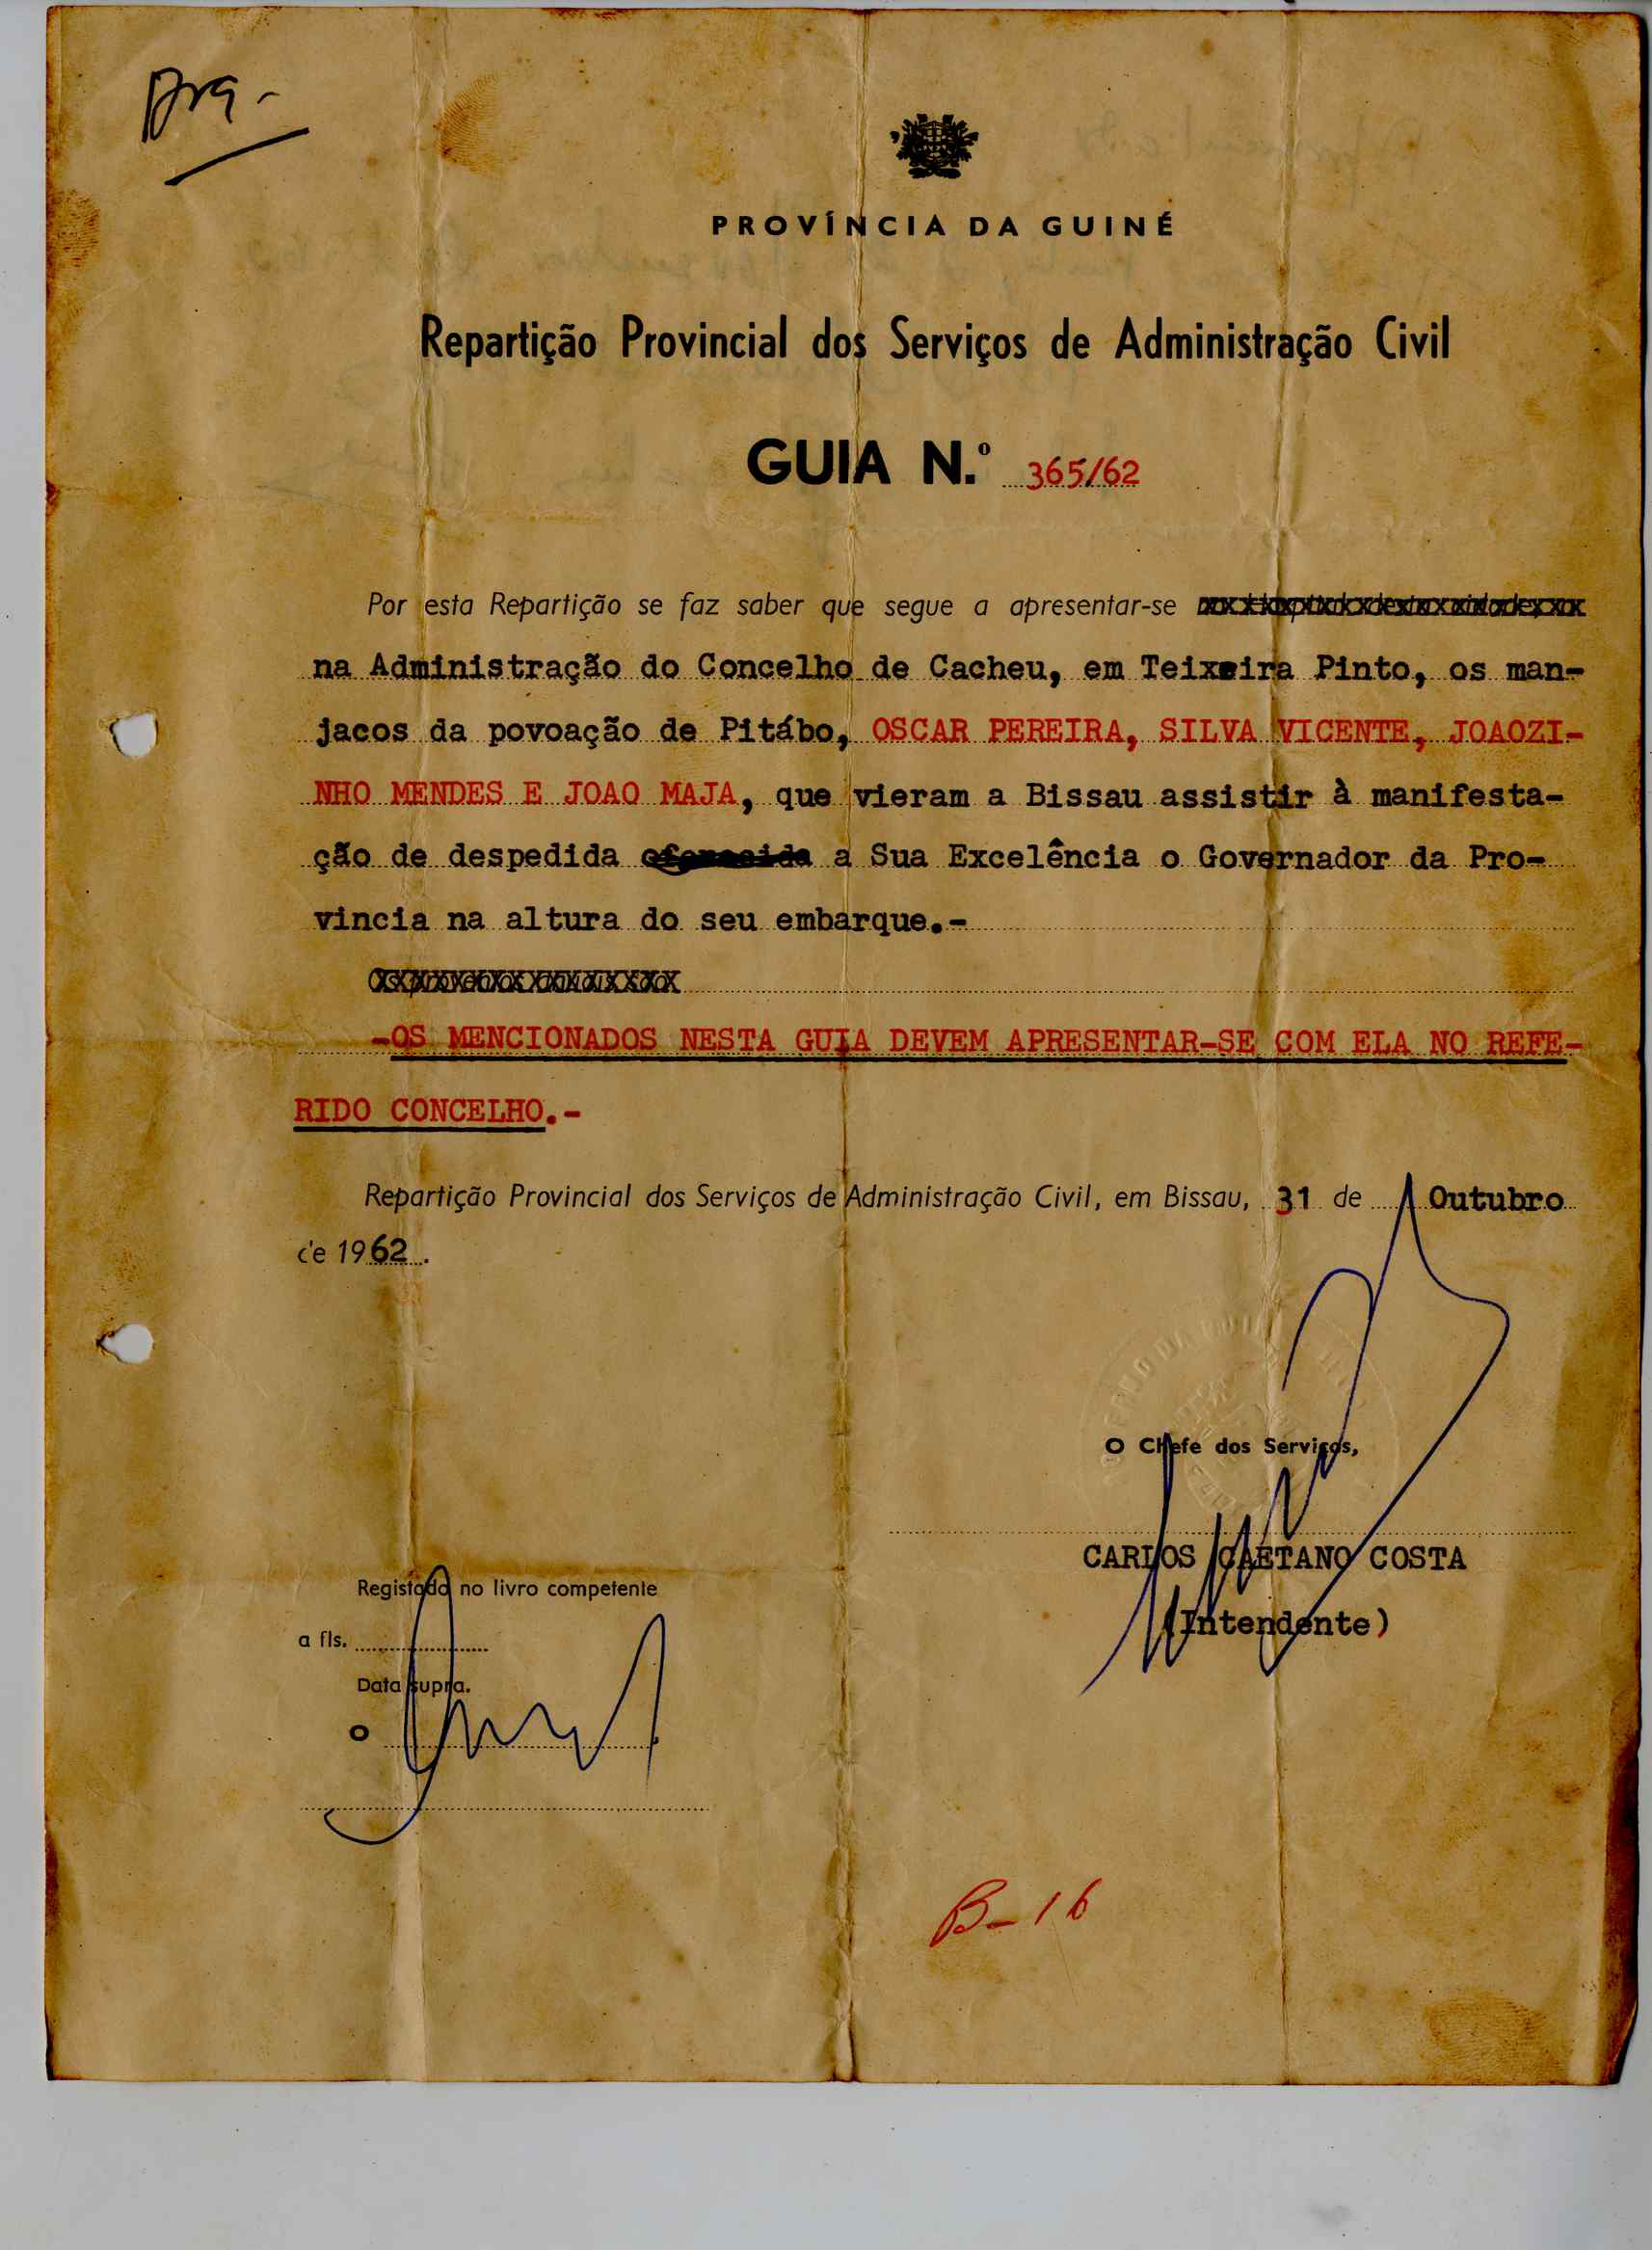 PROVÍNCIA DA GUINÉ
Repartição Provincial dos Serviços de Administração Civil
GUIA N.º 365/62
Por esta Repartição se faz saber que segue a apresentar-se
na Administração do Concelho de Cacheu, em Teixeira Pinto, os man-
jacos da povoação de Pitábo, OSCAR PEREIRA, SILVA VICENTE, JOAOZI-
NHO MENDES E JOAO MAJA, que vieram a Bissau assistir à manifesta-
ção de despedida a Sua Excelência o Governador da Pro-
vincia na altura do seu embarque.-
-OS MENCIONADOS NESTA GUIA DEVEM APRESENTAR-SE COM ELA NO REFE-
RIDO CONCELHO.-
Repartição Provincial dos Serviços de Administração Civil, em Bissau, 31 de Outubro
de 1962.
O Chefe dos Serviços,
CARLOS CAETANO COSTA
(Intendente)
Registado no livro competente
a fls.
Data supra.
O
B-16